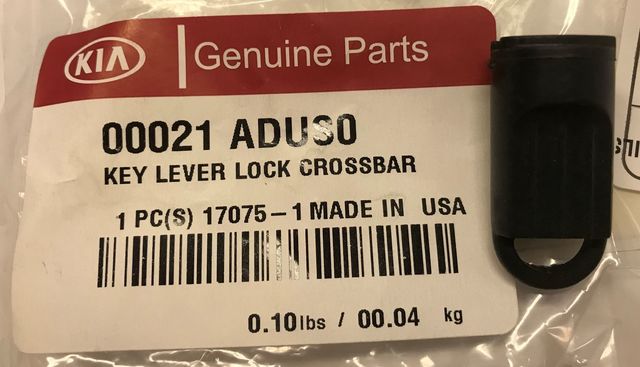 KIA Genuine Parts
00021 ADUS0
KEY LEVER LOCK CROSSBAR
1 PC(S) 17075-1 MADE IN USA
0.10lbs / 00.04 kg